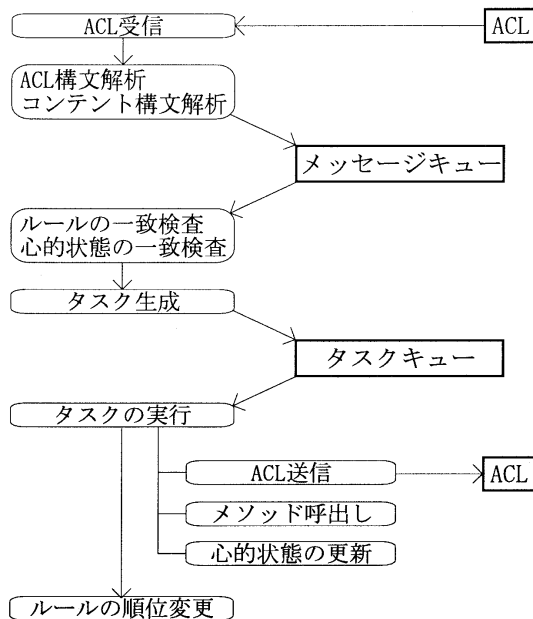 ACL受信
ACL
ACL構文解析
コンテント構文解析
メッセージキュー
ルールの一致検査
心的状態の一致検査
タスク生成
タスクキュー
タスクの実行
ACL送信
ACL
メソッド呼出し
心的状態の更新
ルールの順位変更